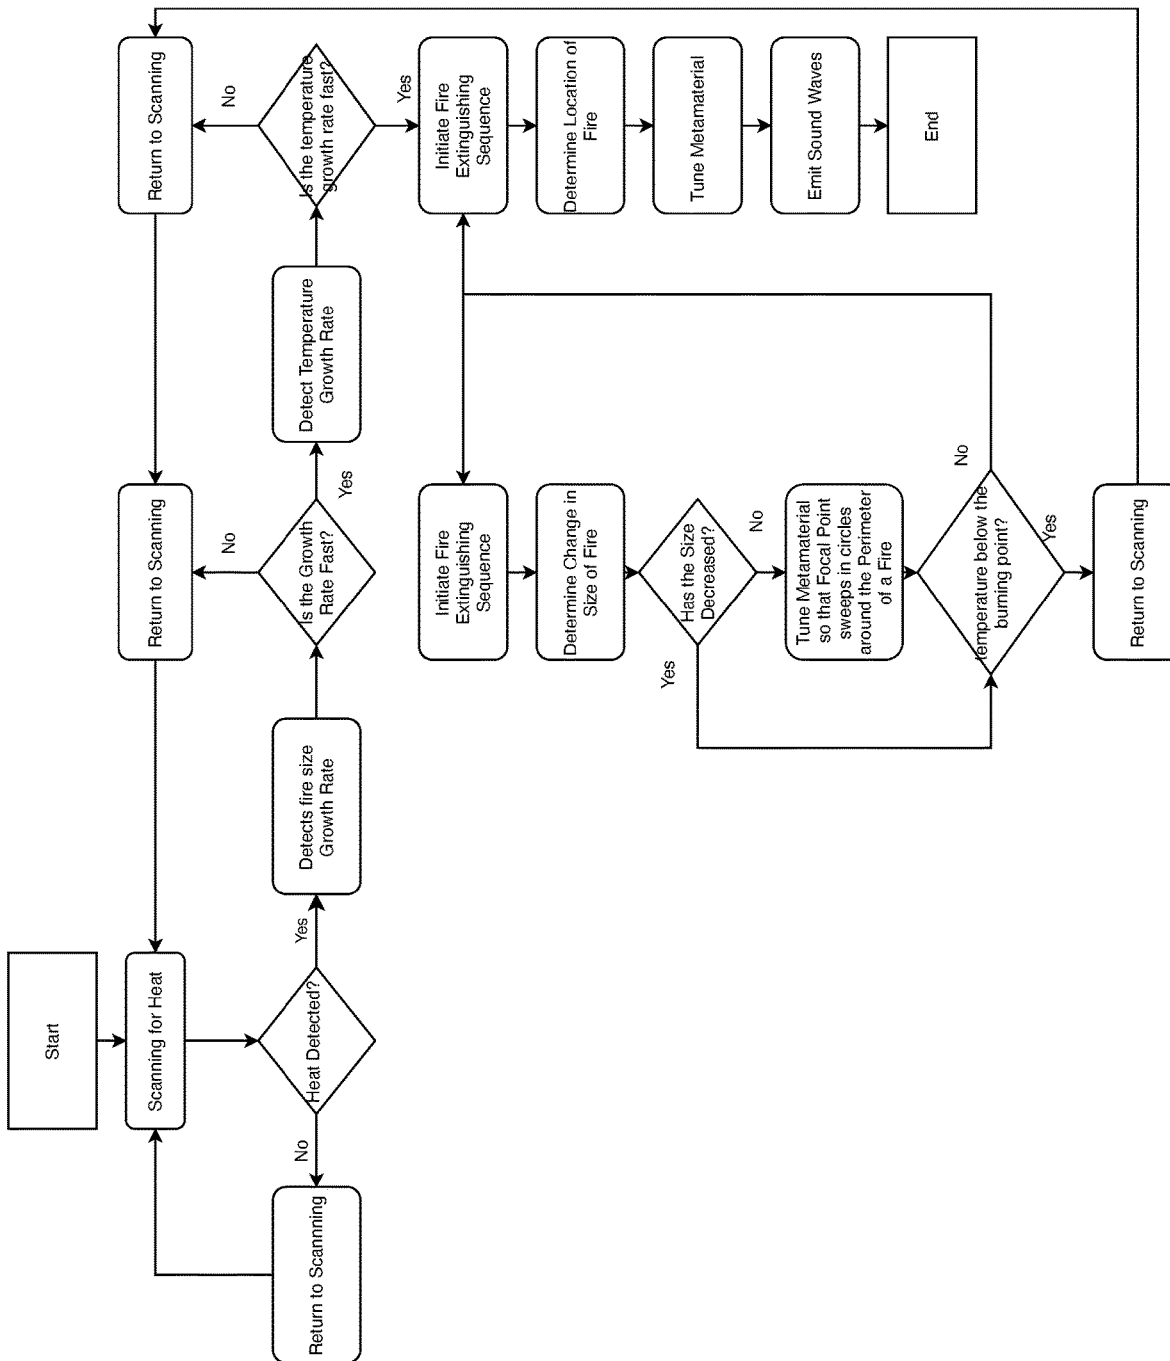 Start
Scanning for Heat
Heat Detected?
No
Return to Scannning
Yes
Detects fire size
Growth Rate
Is the Growth
Rate Fast?
No
Return to Scanning
Yes
Detect Temperature
Growth Rate
Is the temperature
growth rate fast?
No
Return to Scanning
Yes
Initiate Fire
Extinguishing
Sequence
Determine Location of
Fire
Tune Metamaterial
Emit Sound Waves
End
Initiate Fire
Extinguishing
Sequence
Determine Change in
Size of Fire
Has the Size
Decreased?
Yes
No
Tune Metamaterial
so that Focal Point
sweeps in circles
around the Perimeter
of a Fire
temperature below the
burning point?
No
Yes
Return to Scanning